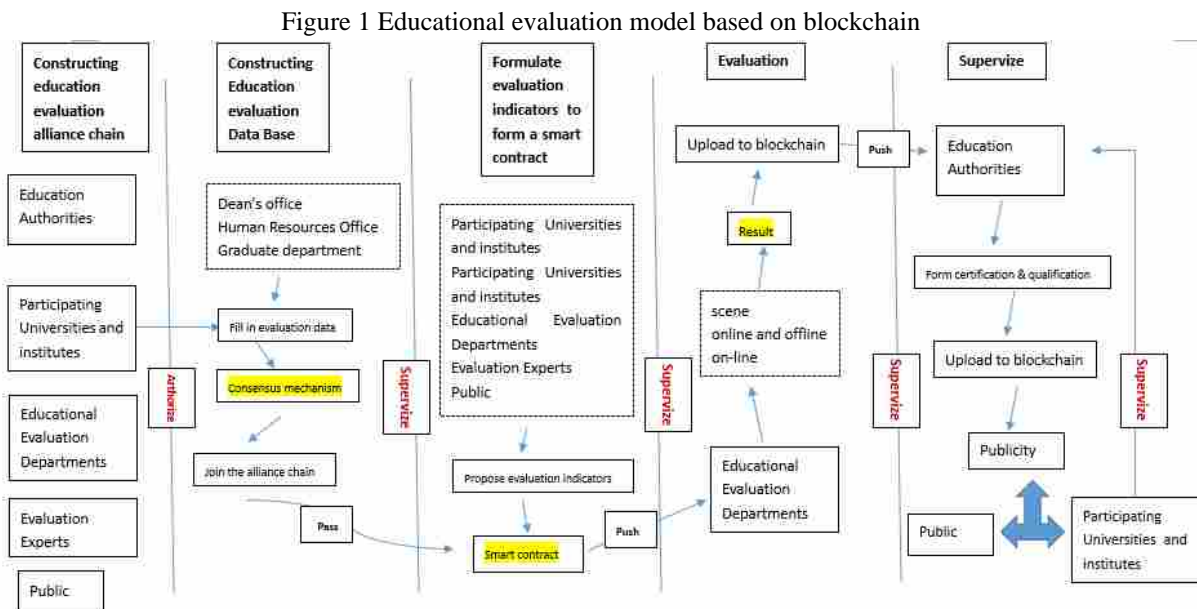 Figure 1 Educational evaluation model based on blockchain
Constructing
education
evaluation
alliance chain
Education
Authorities
Participating
Universities and
institutes
Educational
Evaluation
Departments
Evaluation
Experts
Public
Arthorize
Constructing
Education
evaluation
Data Base
Dean's office
Human Resources Office
Graduate department
Fill in evaluation data
Consensus mechanism
Join the alliance chain
Pass
Supervize
Formulate
evaluation
indicators to
form a smart
contract
Participating Universities
and institutes
Participating Universities
and institutes
Educational Evaluation
Departments
Evaluation Experts
Public
Propose evaluation indicators
Smart contract
Push
Supervize
Evaluation
Upload to blockchain
Result
scene
online and offline
on-line
Educational
Evaluation
Departments
Push
Supervize
Supervize
Education
Authorities
Form certification & qualification
Upload to blockchain
Publicity
Public
Participating
Universities and
institutes
Supervize